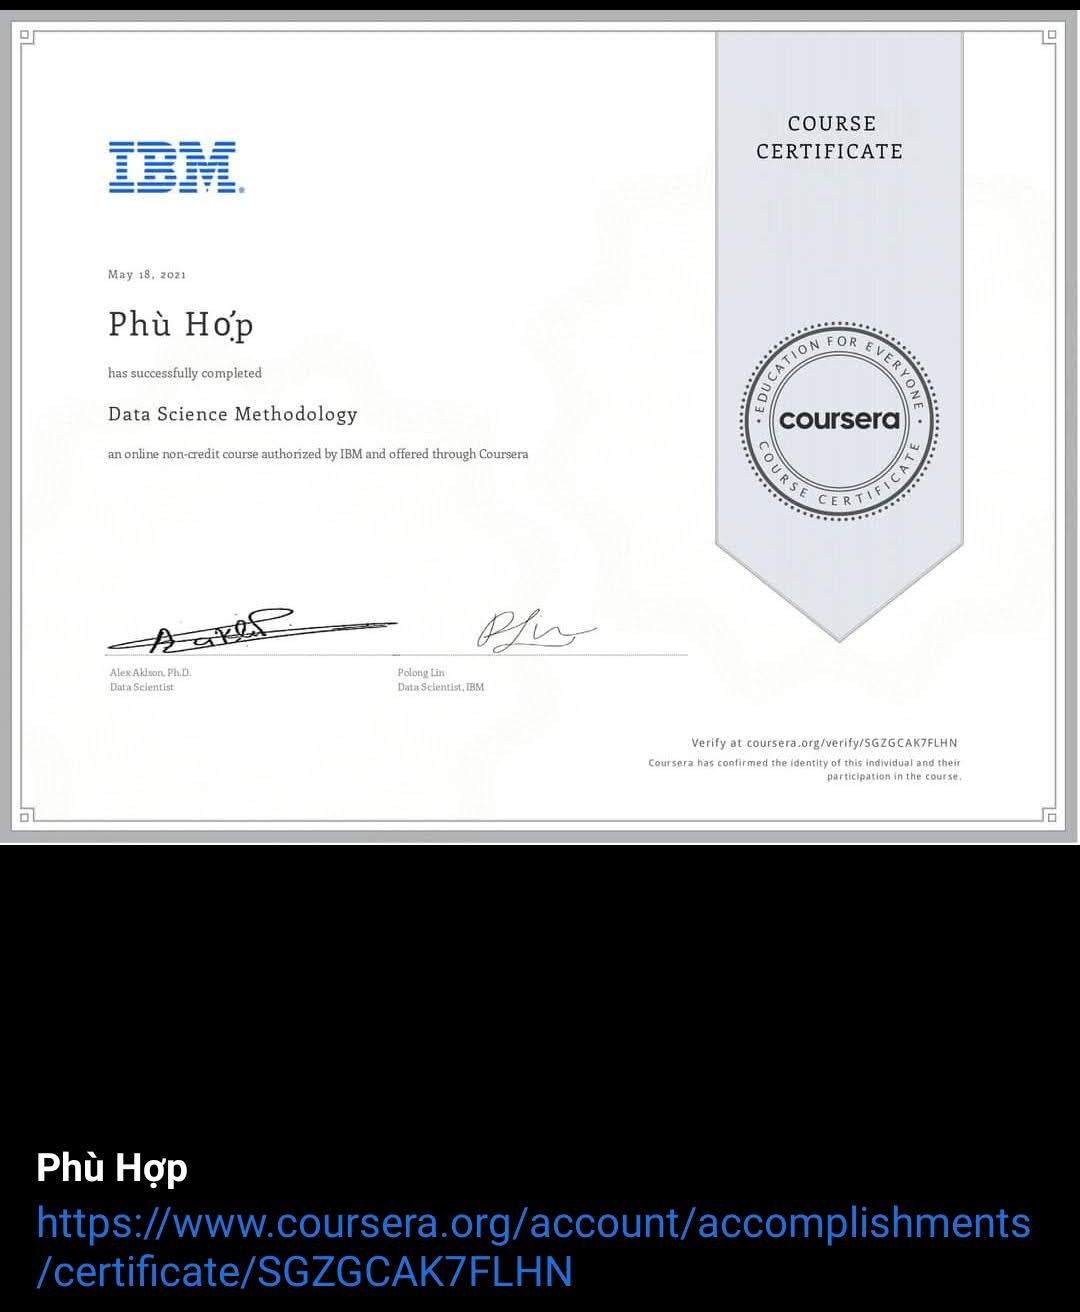 COURSE
CERTIFICATE
IBM
May 18, 2021
Phù Hợp
has successfully completed
Data Science Methodology
an online non-credit course authorized by IBM and offered through Coursera
EDUCATION FOR EVERYONE
coursera
COURSE CERTIFICATE
Alex Aklson, Ph.D.
Data Scientist
Polong Lin
Data Scientist, IBM
Verify at coursera.org/verify/SGZGCAK7FLHN
Coursera has confirmed the identity of this individual and their
participation in the course.
Phù Hợp
https://www.coursera.org/account/accomplishments
/certificate/SGZGCAK7FLHN